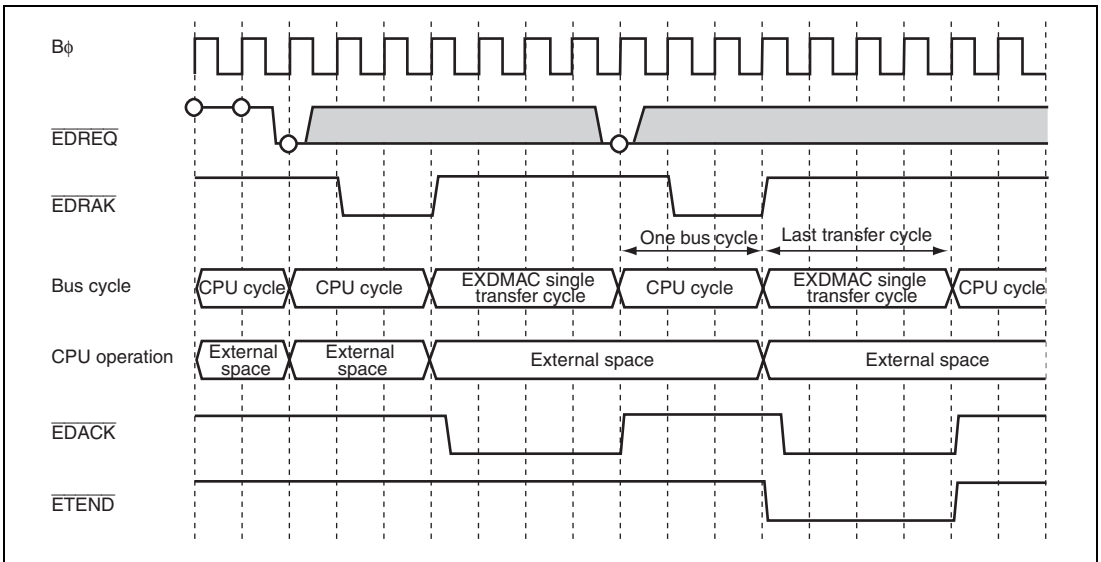 Bφ
EDREQ
EDRAK
One bus cycle
Last transfer cycle
Bus cycle
CPU cycle
CPU cycle
EXDMAC single
transfer cycle
CPU cycle
EXDMAC single
transfer cycle
CPU cycle
CPU operation
External
space
External
space
External space
External space
EDACK
ETEND